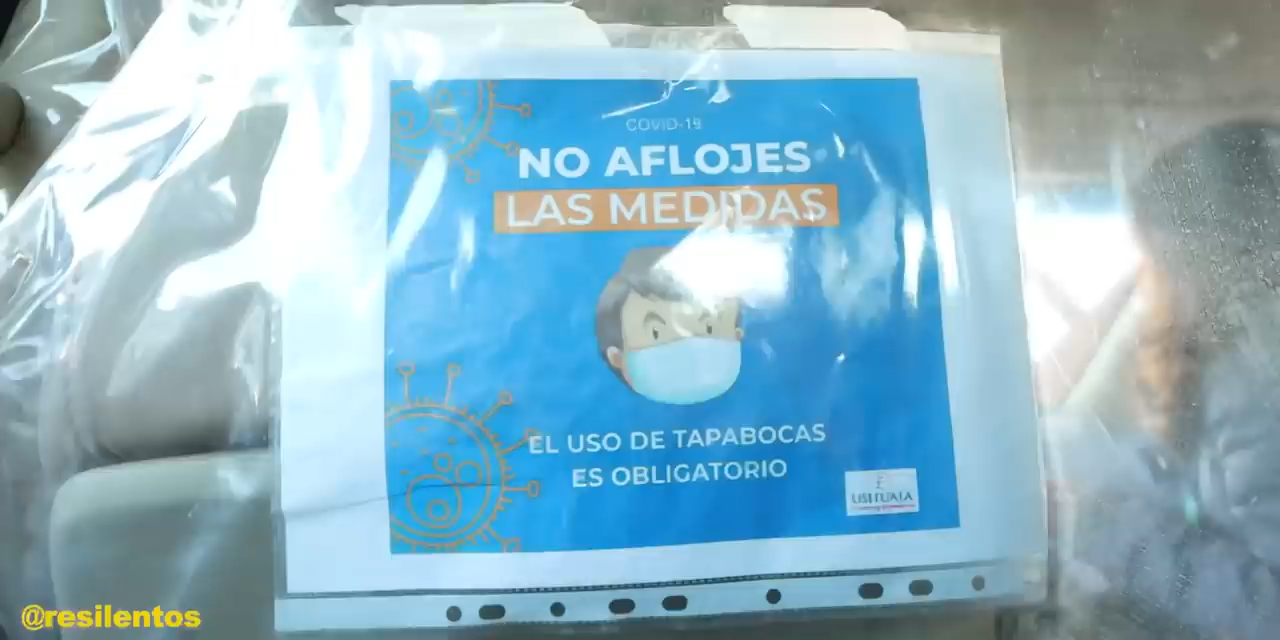 COVID-19
NO AFLOJES
LAS MEDIDAS
EL USO DE TAPABOCAS
ES OBLIGATORIO
USHUAIA
@resilentos